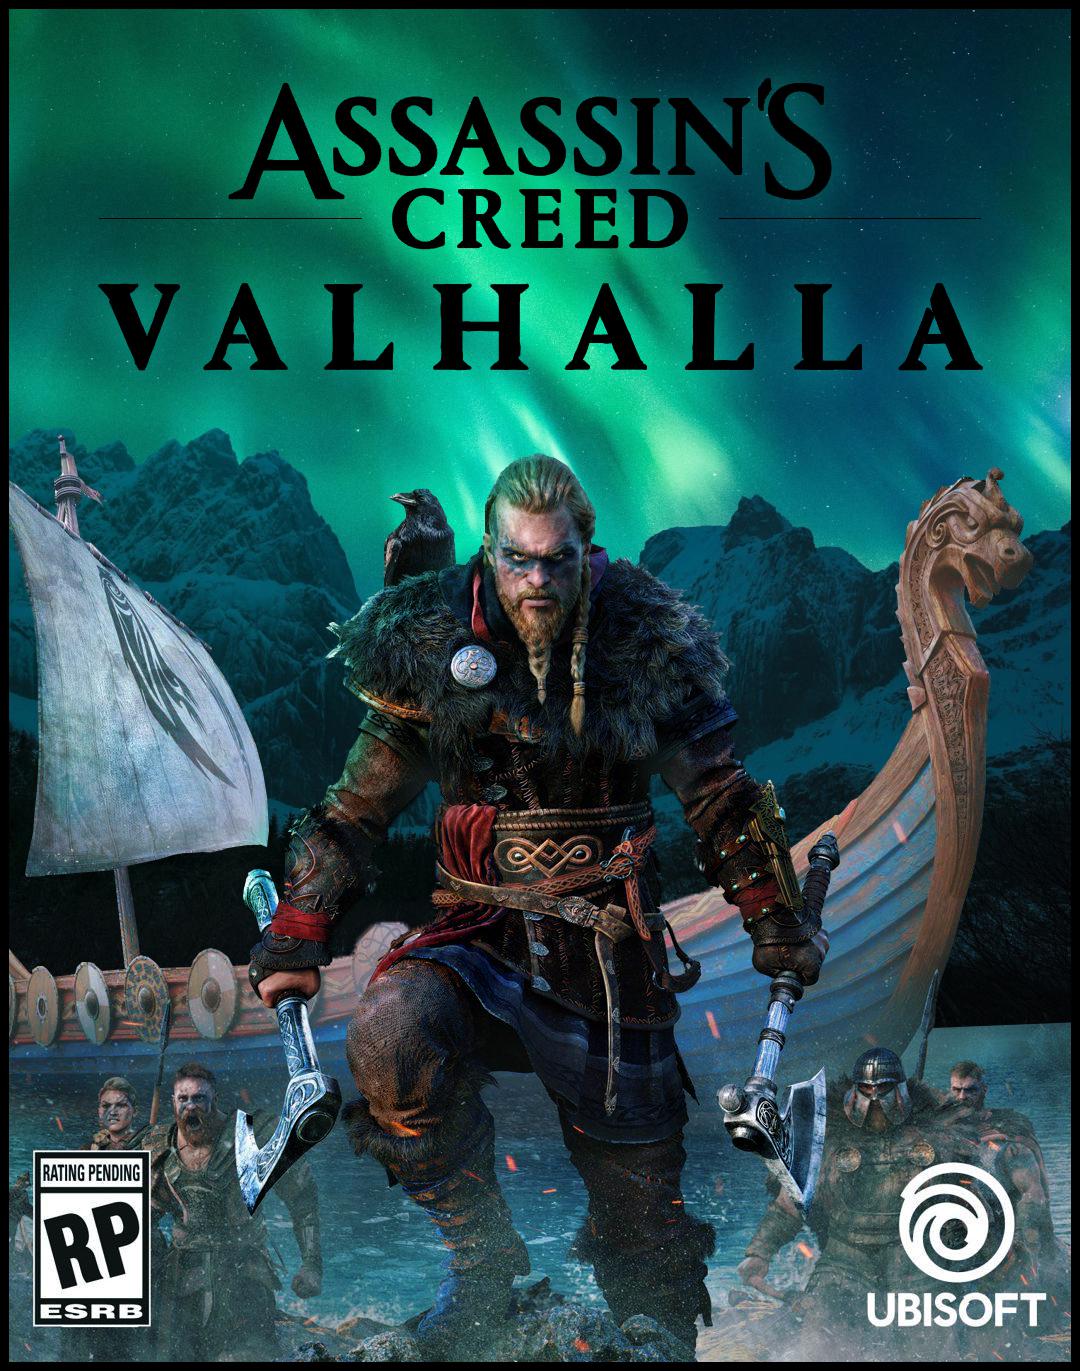 ASSASSIN'S
CREED
VALHALLA
RATING PENDING
RP
ESRB
UBISOFT